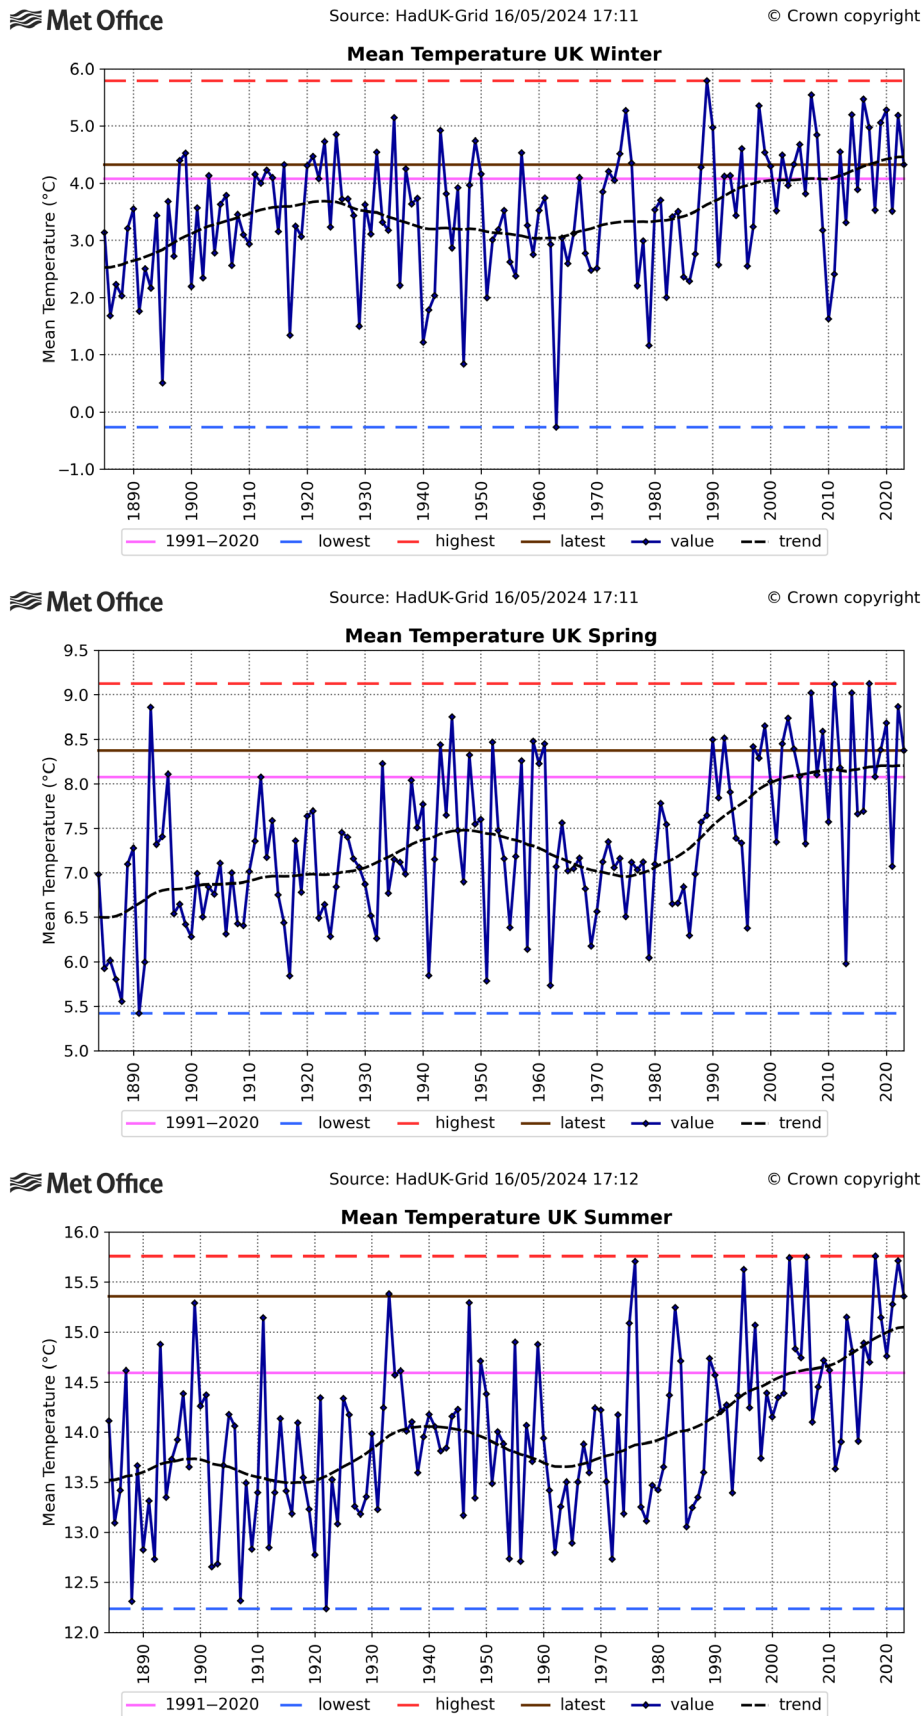 Met Office Source: HadUK-Grid 16/05/2024 17:11 © Crown copyright
Mean Temperature UK Winter
Mean Temperature (°C)
6.0
5.0
4.0
3.0
2.0
1.0
0.0
−1.0
1890 1900 1910 1920 1930 1940 1950 1960 1970 1980 1990 2000 2010 2020
1991−2020 lowest highest latest value trend
Met Office Source: HadUK-Grid 16/05/2024 17:11 © Crown copyright
Mean Temperature UK Spring
Mean Temperature (°C)
9.5
9.0
8.5
8.0
7.5
7.0
6.5
6.0
5.5
5.0
1890 1900 1910 1920 1930 1940 1950 1960 1970 1980 1990 2000 2010 2020
1991−2020 lowest highest latest value trend
Met Office Source: HadUK-Grid 16/05/2024 17:12 © Crown copyright
Mean Temperature UK Summer
Mean Temperature (°C)
16.0
15.5
15.0
14.5
14.0
13.5
13.0
12.5
12.0
1890 1900 1910 1920 1930 1940 1950 1960 1970 1980 1990 2000 2010 2020
1991−2020 lowest highest latest value trend